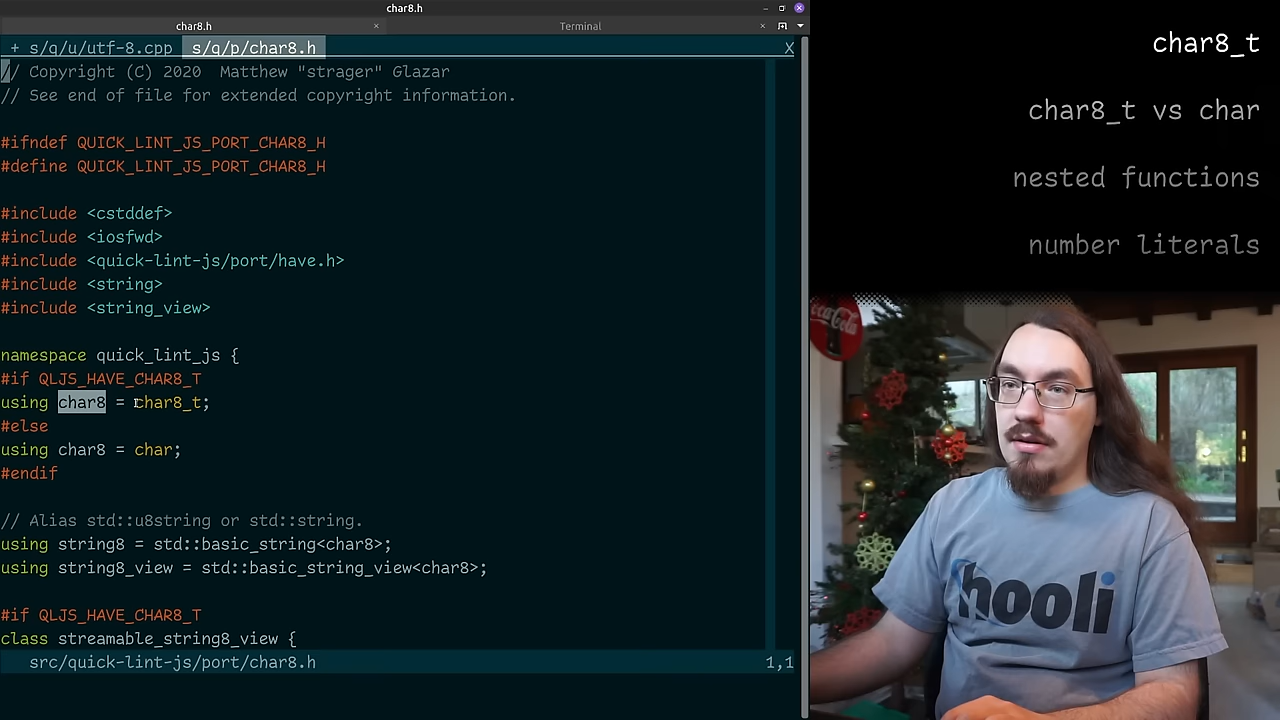 char8.h
char8.h × Terminal ×
+ s/q/u/utf-8.cpp s/q/p/char8.h X
// Copyright (C) 2020  Matthew "strager" Glazar
// See end of file for extended copyright information.
#ifndef QUICK_LINT_JS_PORT_CHAR8_H
#define QUICK_LINT_JS_PORT_CHAR8_H
#include <cstddef>
#include <iosfwd>
#include <quick-lint-js/port/have.h>
#include <string>
#include <string_view>
namespace quick_lint_js {
#if QLJS_HAVE_CHAR8_T
using char8 = char8_t;
#else
using char8 = char;
#endif
// Alias std::u8string or std::string.
using string8 = std::basic_string<char8>;
using string8_view = std::basic_string_view<char8>;
#if QLJS_HAVE_CHAR8_T
class streamable_string8_view {
src/quick-lint-js/port/char8.h 1,1
char8_t
char8_t vs char
nested functions
number literals
Coca-Cola
hooli